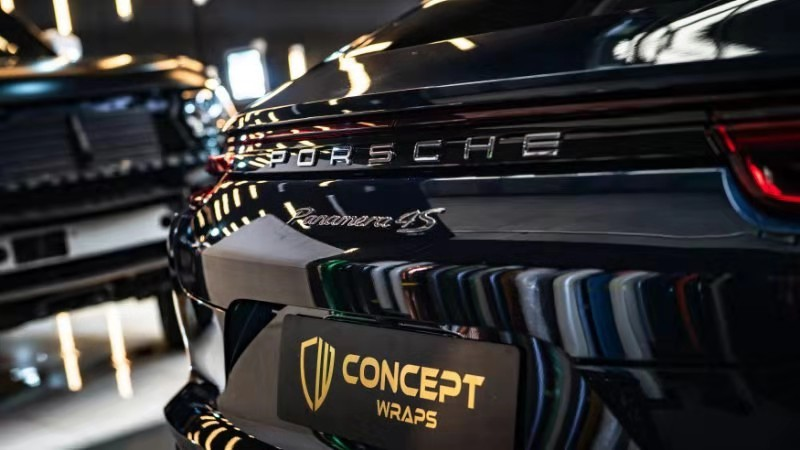 PORSCHE
Panamera 4S
CONCEPT
WRAPS